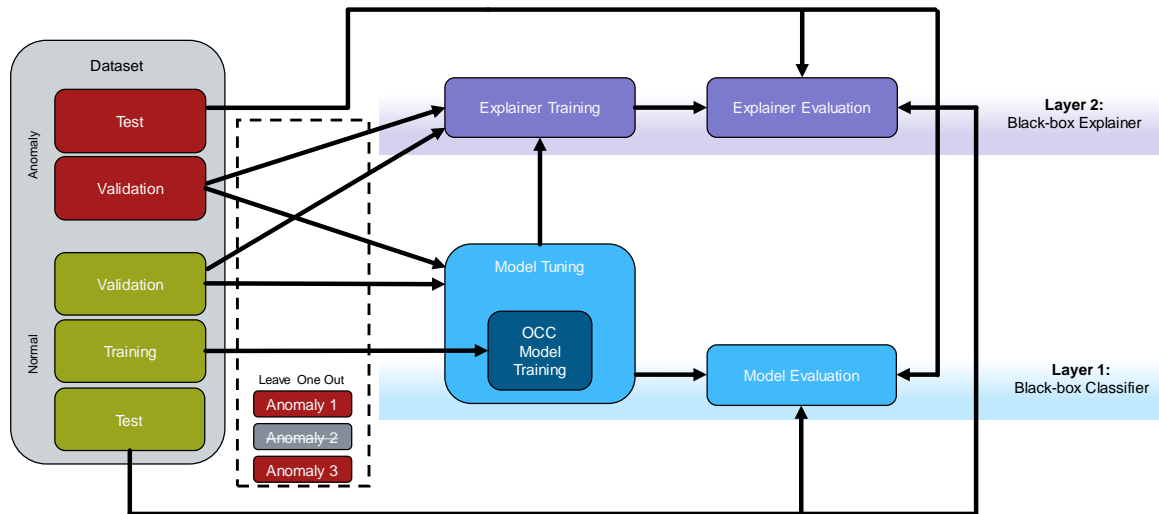 Dataset
Anomaly
Test
Validation
Normal
Validation
Training
Test
Leave One Out
Anomaly 1
Anomaly 2
Anomaly 3
Explainer Training
Explainer Evaluation
Layer 2:
Black-box Explainer
Model Tuning
OCC
Model
Training
Model Evaluation
Layer 1:
Black-box Classifier